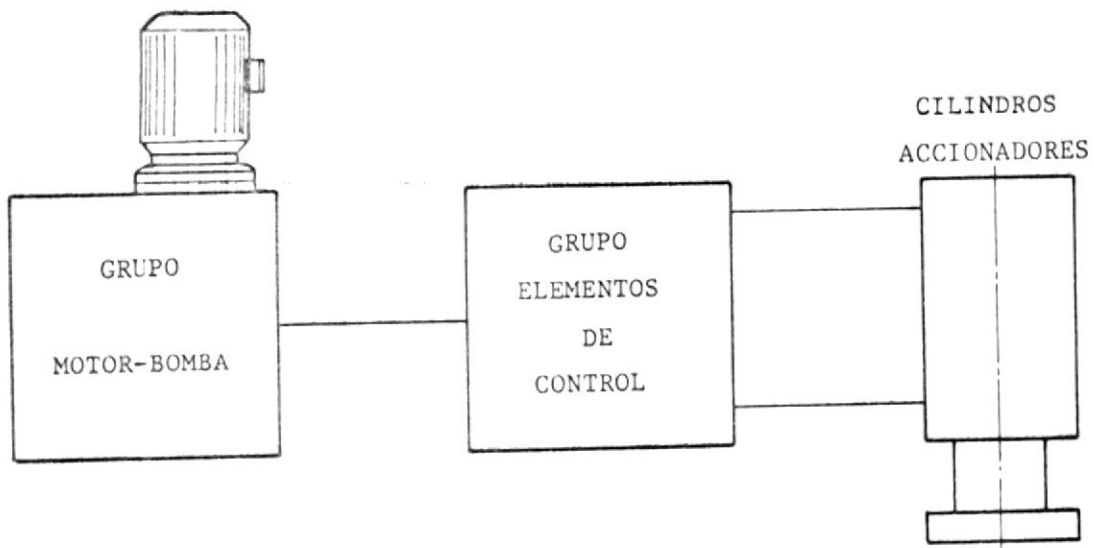 GRUPO
MOTOR-BOMBA
GRUPO
ELEMENTOS
DE
CONTROL
CILINDROS
ACCIONADORES